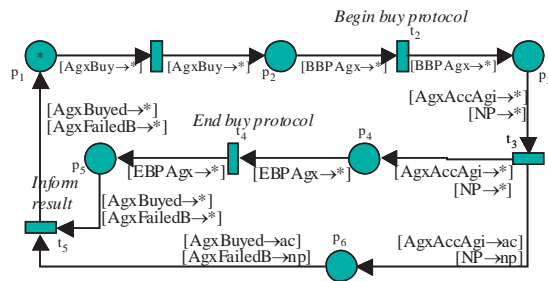 Begin buy protocol
t2
*
p1
[AgxBuy→*]
[AgxBuy→*]
p2
[BBPAgx→*]
[BBPAgx→*]
[AgxBuyed→*]
[AgxFailedB→*]
End buy protocol
t4
[AgxAccAgi→*]
[NP→*]
t3
p5
[EBPAgx→*]
[EBPAgx→*]
p4
[AgxAccAgi→*]
[NP→*]
Inform
result
t5
[AgxBuyed→*]
[AgxFailedB→*]
[AgxBuyed→ac]
[AgxFailedB→np]
p6
[AgxAccAgi→ac]
[NP→np]